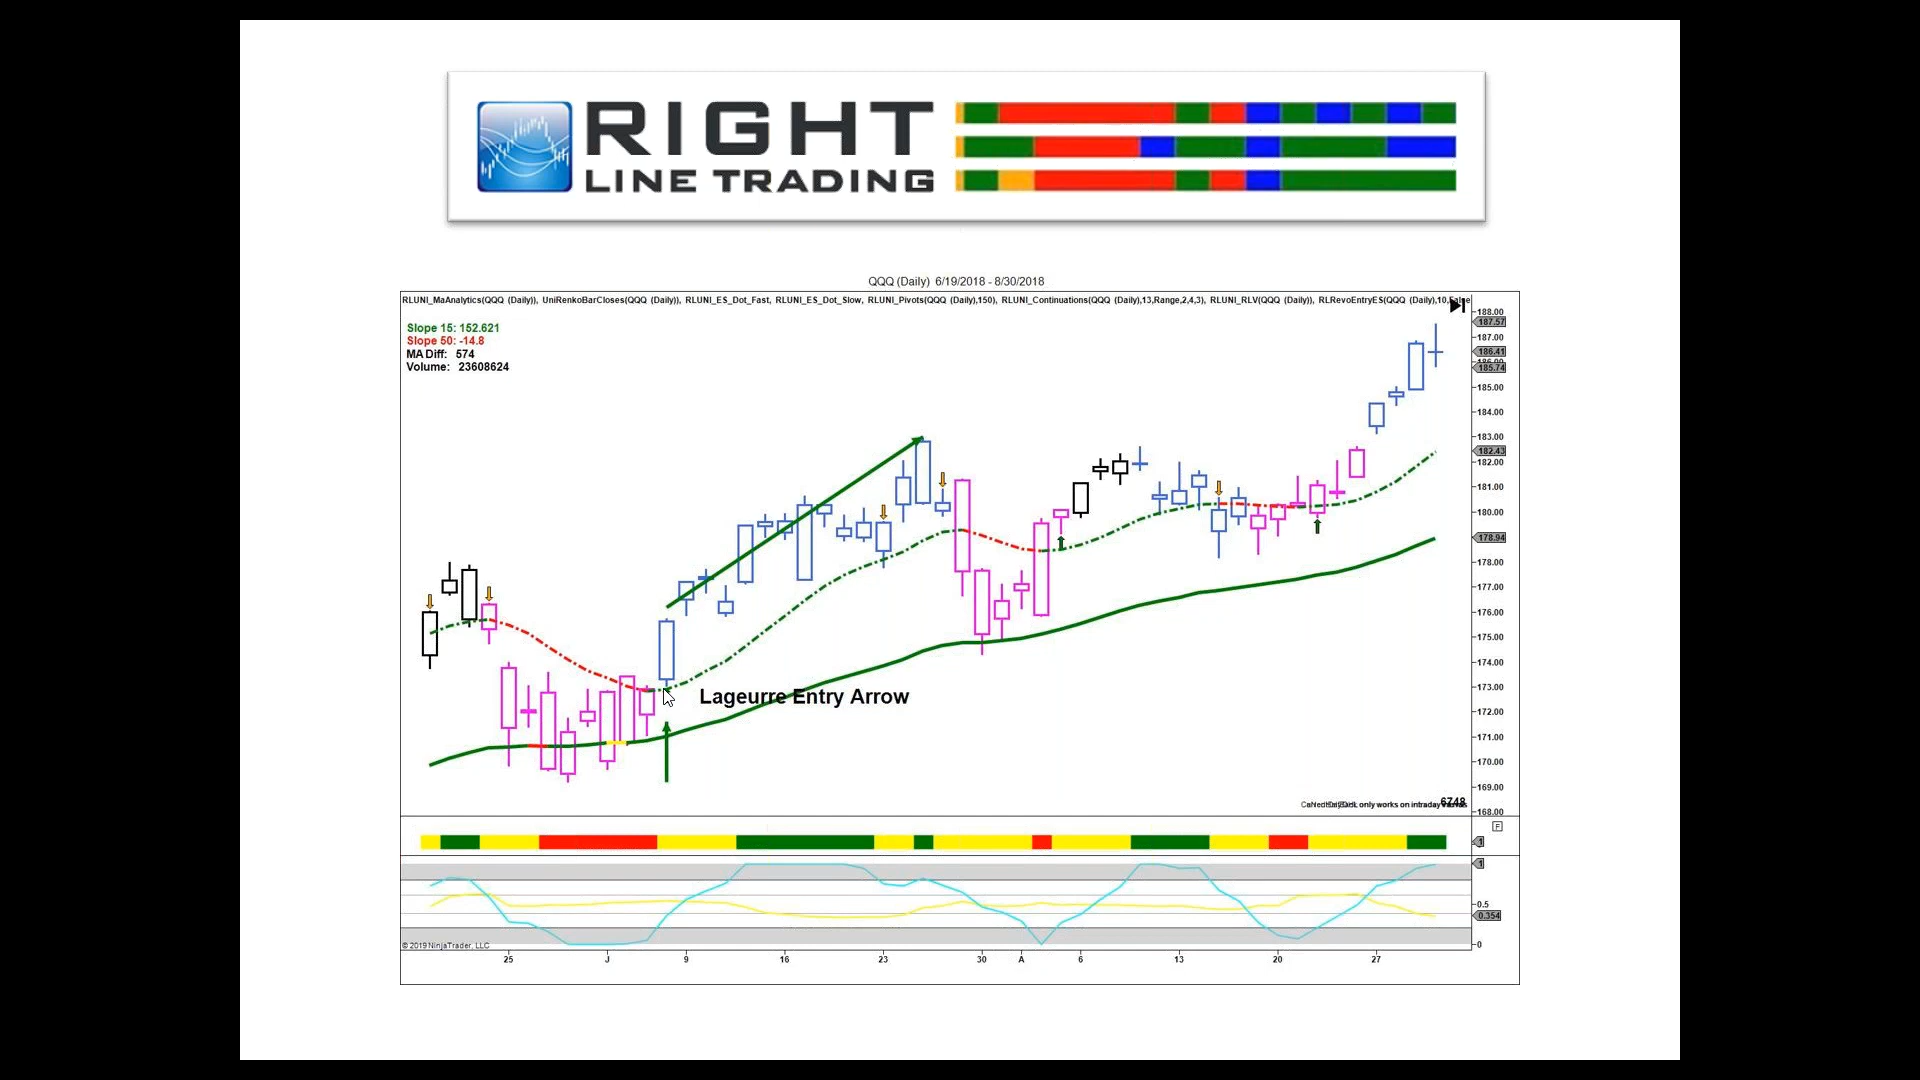 RIGHT
LINE TRADING
QQQ (Daily) 6/19/2018 - 8/30/2018
RLUNI_MaAnalytics(QQQ (Daily)), UniRenkoBarCloses(QQQ (Daily)), RLUNI_ES_Dot_Fast, RLUNI_ES_Dot_Slow, RLUNI_Pivots(QQQ (Daily),150), RLUNI_Continuations(QQQ (Daily),13,Range,2,4,3), RLUNI_RLV(QQQ (Daily)), RLRevoEntryES(QQQ (Daily),10,False
Slope 15: 152.621
Slope 50: -14.8
MA Diff: 574
Volume: 23608624
188.00
187.57
187.00
186.41
185.74
185.00
184.00
183.00
182.43
182.00
181.00
180.00
178.94
178.00
177.00
176.00
175.00
174.00
173.00
Lageurre Entry Arrow
172.00
171.00
170.00
169.00
only works on intraday
6748
168.00
F
1
1
0.5
0.354
0
© 2019 NinjaTrader, LLC
25 J 9 16 23 30 A 6 13 20 27